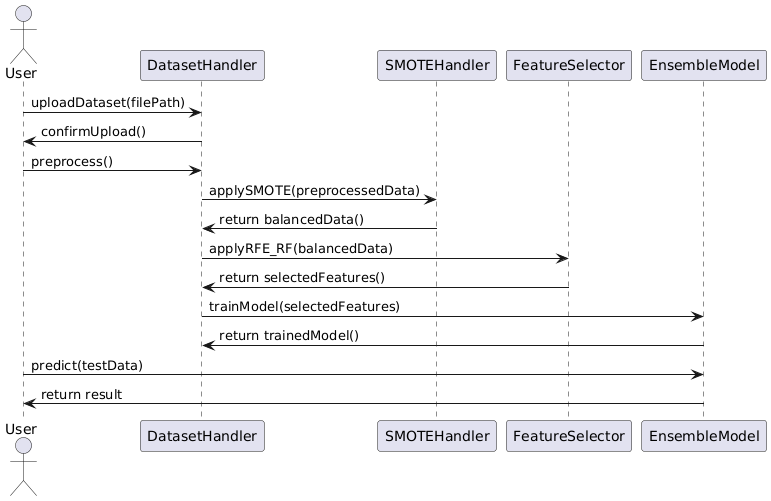 User
DatasetHandler
SMOTEHandler
FeatureSelector
EnsembleModel
uploadDataset(filePath)
confirmUpload()
preprocess()
applySMOTE(preprocessedData)
return balancedData()
applyRFE_RF(balancedData)
return selectedFeatures()
trainModel(selectedFeatures)
return trainedModel()
predict(testData)
return result
User
DatasetHandler
SMOTEHandler
FeatureSelector
EnsembleModel